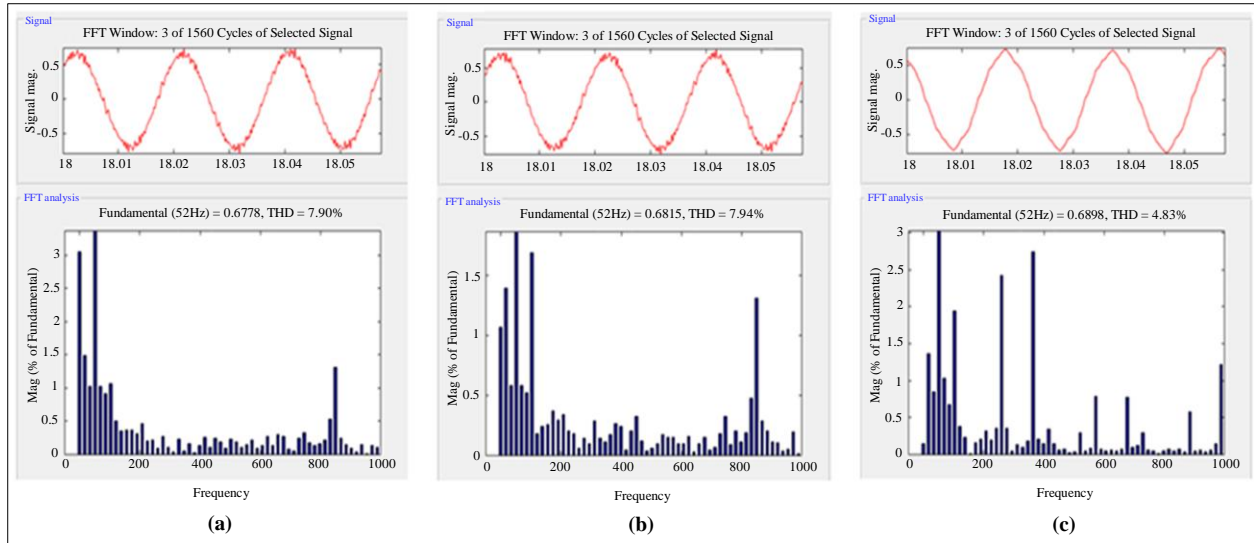 Signal
FFT Window: 3 of 1560 Cycles of Selected Signal
Signal mag.
0.5
0
-0.5
18 18.01 18.02 18.03 18.04 18.05
FFT analysis
Fundamental (52Hz) = 0.6778, THD = 7.90%
Mag (% of Fundamental)
3
2.5
2
1.5
1
0.5
0
0 200 400 600 800 1000
Frequency
(a)
Signal
FFT Window: 3 of 1560 Cycles of Selected Signal
Signal mag.
0.5
0
-0.5
18 18.01 18.02 18.03 18.04 18.05
FFT analysis
Fundamental (52Hz) = 0.6815, THD = 7.94%
Mag (% of Fundamental)
1.5
1
0.5
0
0 200 400 600 800 1000
Frequency
(b)
Signal
FFT Window: 3 of 1560 Cycles of Selected Signal
Signal mag.
0.5
0
-0.5
18 18.01 18.02 18.03 18.04 18.05
FFT analysis
Fundamental (52Hz) = 0.6898, THD = 4.83%
Mag (% of Fundamental)
3
2.5
2
1.5
1
0.5
0
0 200 400 600 800 1000
Frequency
(c)